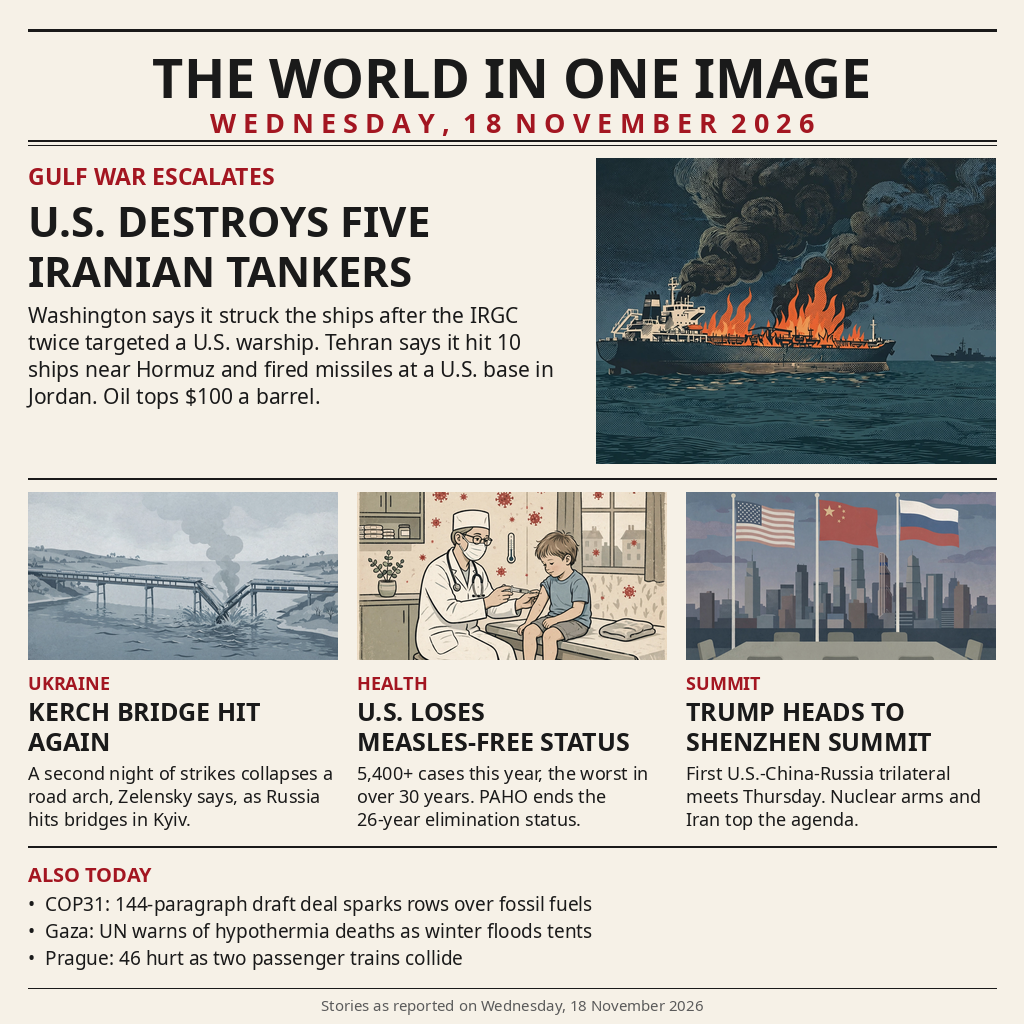 THE WORLD IN ONE IMAGE
WEDNESDAY, 18 NOVEMBER 2026
GULF WAR ESCALATES
U.S. DESTROYS FIVE
IRANIAN TANKERS
Washington says it struck the ships after the IRGC
twice targeted a U.S. warship. Tehran says it hit 10
ships near Hormuz and fired missiles at a U.S. base in
Jordan. Oil tops $100 a barrel.
UKRAINE
KERCH BRIDGE HIT
AGAIN
A second night of strikes collapses a
road arch, Zelensky says, as Russia
hits bridges in Kyiv.
HEALTH
U.S. LOSES
MEASLES-FREE STATUS
5,400+ cases this year, the worst in
over 30 years. PAHO ends the
26-year elimination status.
SUMMIT
TRUMP HEADS TO
SHENZHEN SUMMIT
First U.S.-China-Russia trilateral
meets Thursday. Nuclear arms and
Iran top the agenda.
ALSO TODAY
• COP31: 144-paragraph draft deal sparks rows over fossil fuels
• Gaza: UN warns of hypothermia deaths as winter floods tents
• Prague: 46 hurt as two passenger trains collide
Stories as reported on Wednesday, 18 November 2026